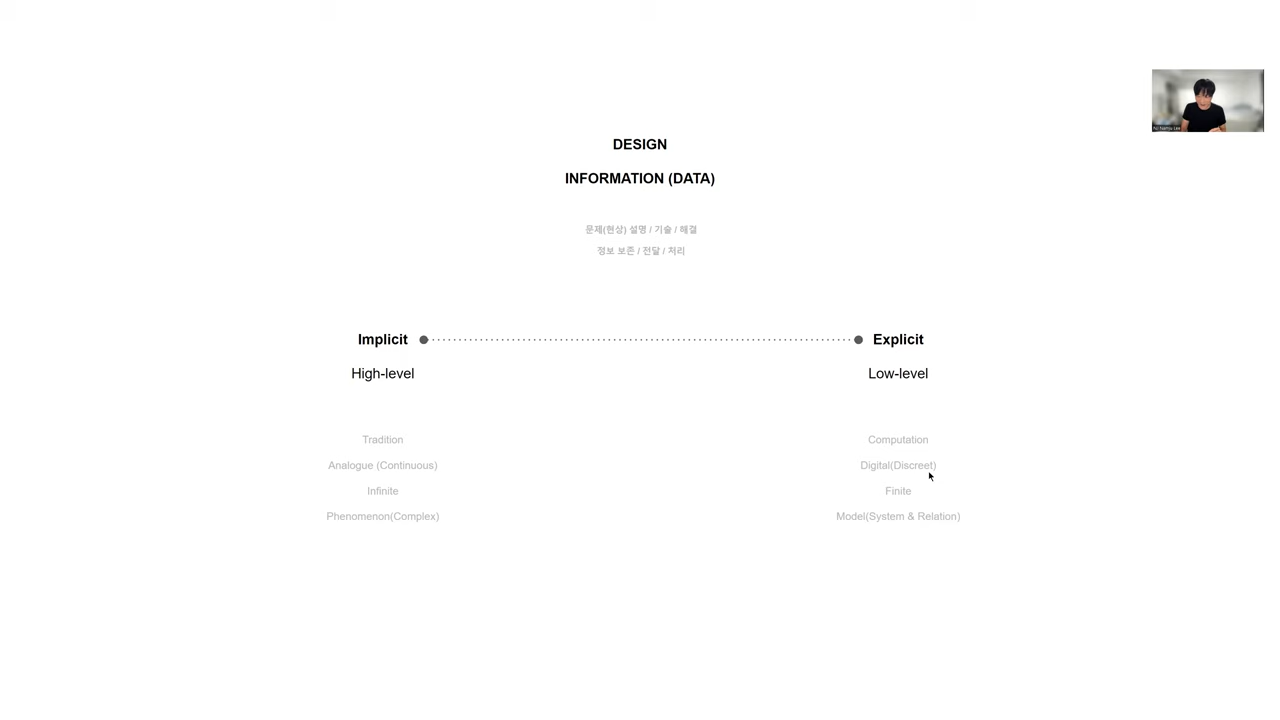 DESIGN
INFORMATION (DATA)
문제(현상) 설명 / 기술 / 해결
정보 보존 / 전달 / 처리
Implicit
Explicit
High-level
Low-level
Tradition
Computation
Analogue (Continuous)
Digital(Discreet)
Infinite
Finite
Phenomenon(Complex)
Model(System & Relation)